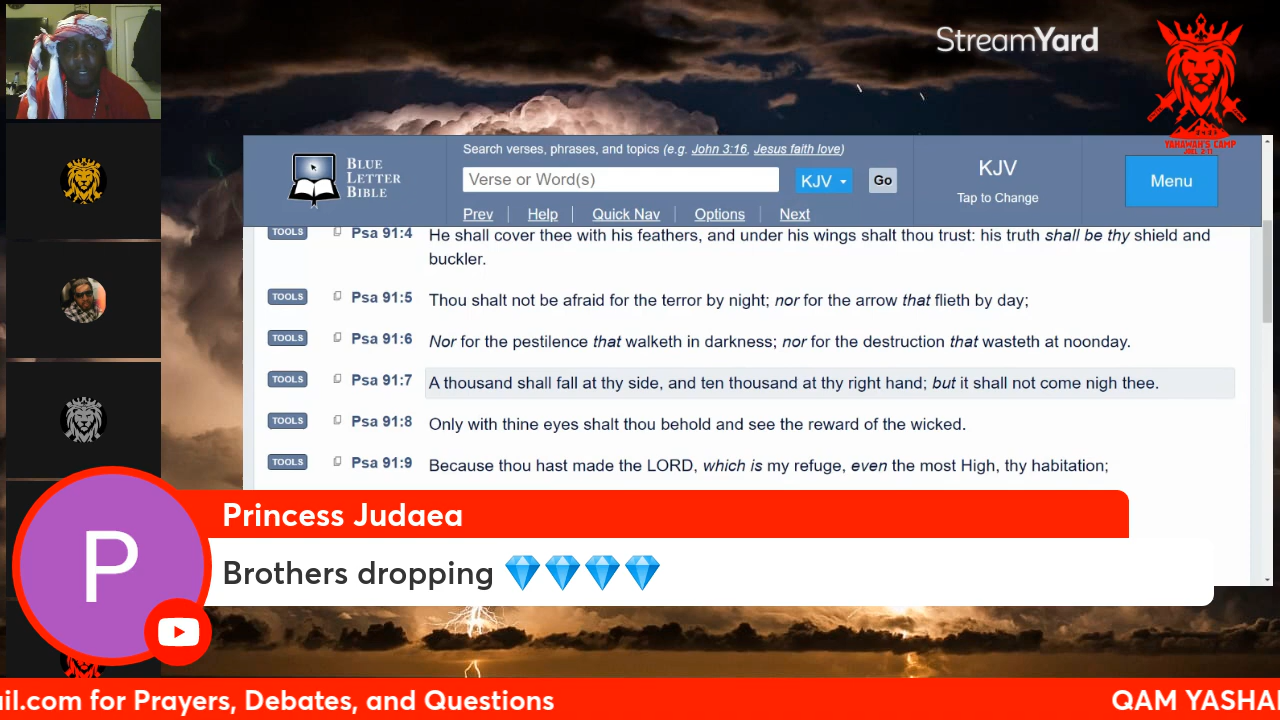 StreamYard
YAHAWAH'S CAMP
JOEL 2:11
BLUE
LETTER
BIBLE
Search verses, phrases, and topics (e.g. John 3:16, Jesus faith love)
Verse or Word(s)
KJV
Go
Prev | Help | Quick Nav | Options | Next
KJV
Tap to Change
Menu
TOOLS Psa 91:4 He shall cover thee with his feathers, and under his wings shalt thou trust: his truth shall be thy shield and
buckler.
TOOLS Psa 91:5 Thou shalt not be afraid for the terror by night; nor for the arrow that flieth by day;
TOOLS Psa 91:6 Nor for the pestilence that walketh in darkness; nor for the destruction that wasteth at noonday.
TOOLS Psa 91:7 A thousand shall fall at thy side, and ten thousand at thy right hand; but it shall not come nigh thee.
TOOLS Psa 91:8 Only with thine eyes shalt thou behold and see the reward of the wicked.
TOOLS Psa 91:9 Because thou hast made the LORD, which is my refuge, even the most High, thy habitation;
P
Princess Judaea
Brothers dropping 💎💎💎💎
ail.com for Prayers, Debates, and Questions
QAM YASHA